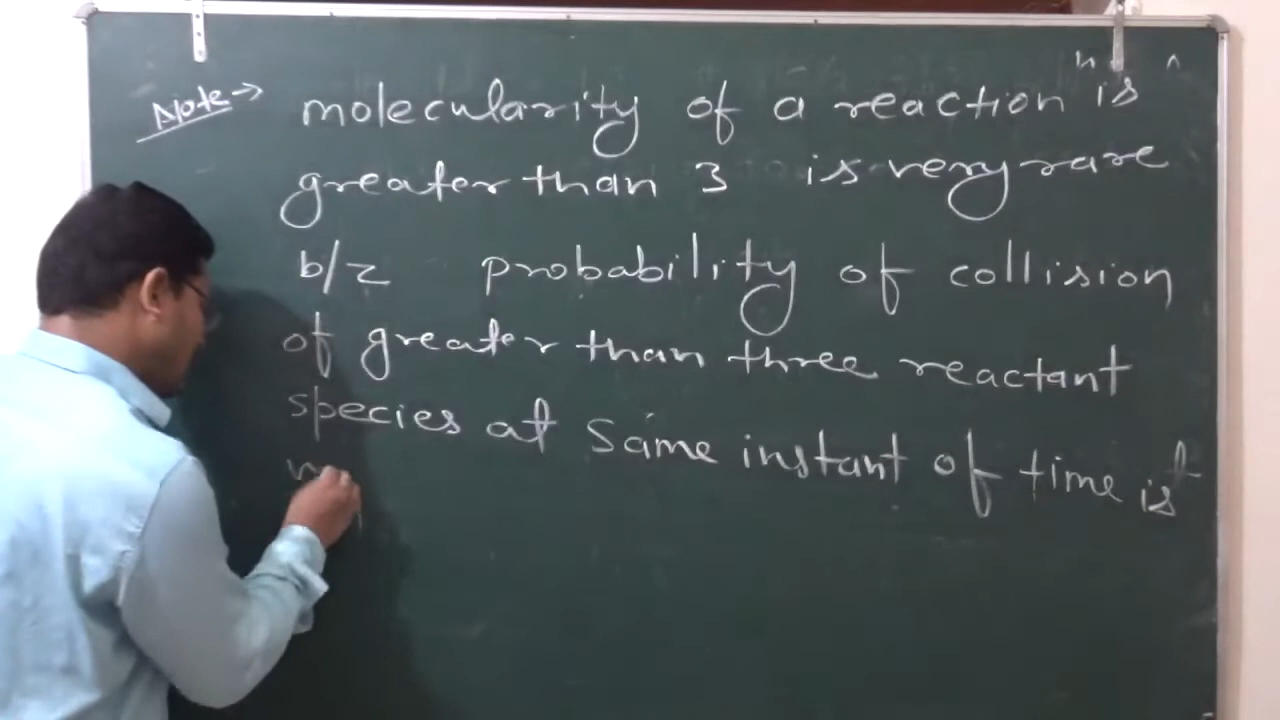 Note→ molecularity of a reaction is
greater than 3 is very rare
b/z probability of collision
of greater than three reactant
species at same instant of time is